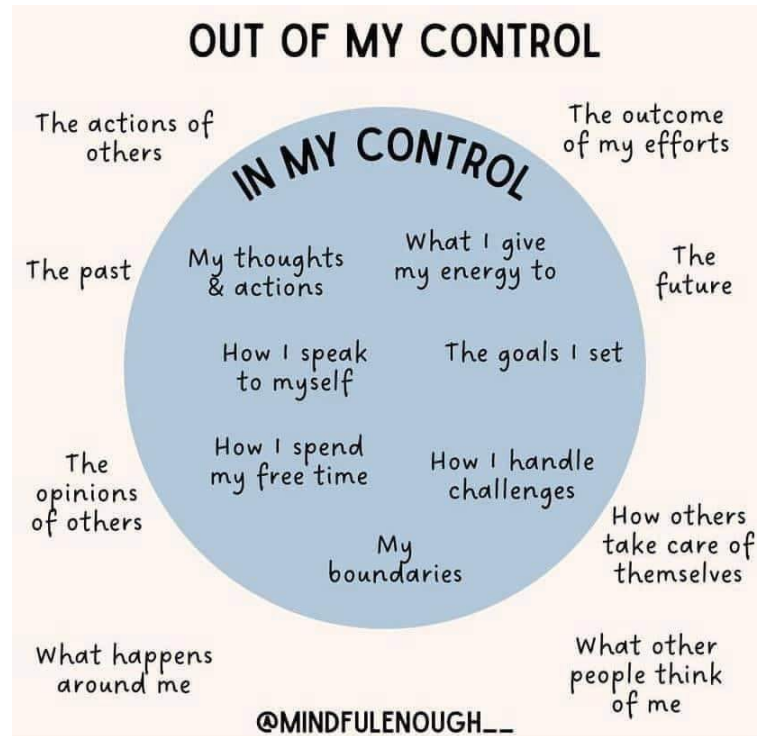 OUT OF MY CONTROL
The actions of
others
The outcome
of my efforts
IN MY CONTROL
The past
My thoughts
& actions
What I give
my energy to
The
future
How I speak
to myself
The goals I set
The
opinions
of others
How I spend
my free time
How I handle
challenges
How others
take care of
themselves
My
boundaries
What happens
around me
What other
people think
of me
@MINDFULENOUGH__